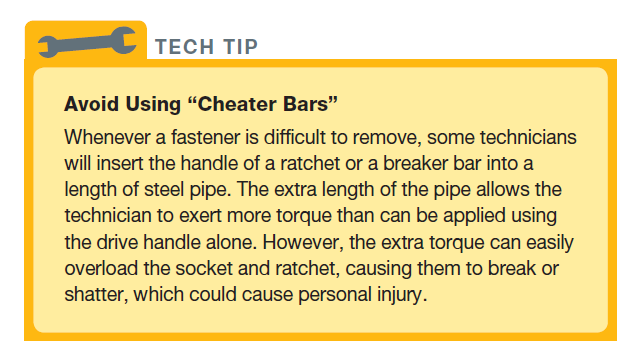 TECH TIP
Avoid Using “Cheater Bars”
Whenever a fastener is difficult to remove, some technicians
will insert the handle of a ratchet or a breaker bar into a
length of steel pipe. The extra length of the pipe allows the
technician to exert more torque than can be applied using
the drive handle alone. However, the extra torque can easily
overload the socket and ratchet, causing them to break or
shatter, which could cause personal injury.